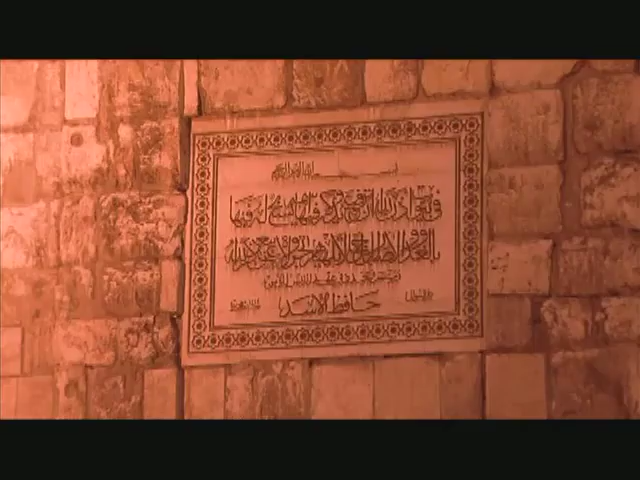 بسم الله الرحمن الرحيم
في بيوت أذن الله أن ترفع ويذكر فيها اسمه يسبح له فيها
بالغدو والآصال رجال لا تلهيهم تجارة ولا بيع عن ذكر الله
حافظ الأسد